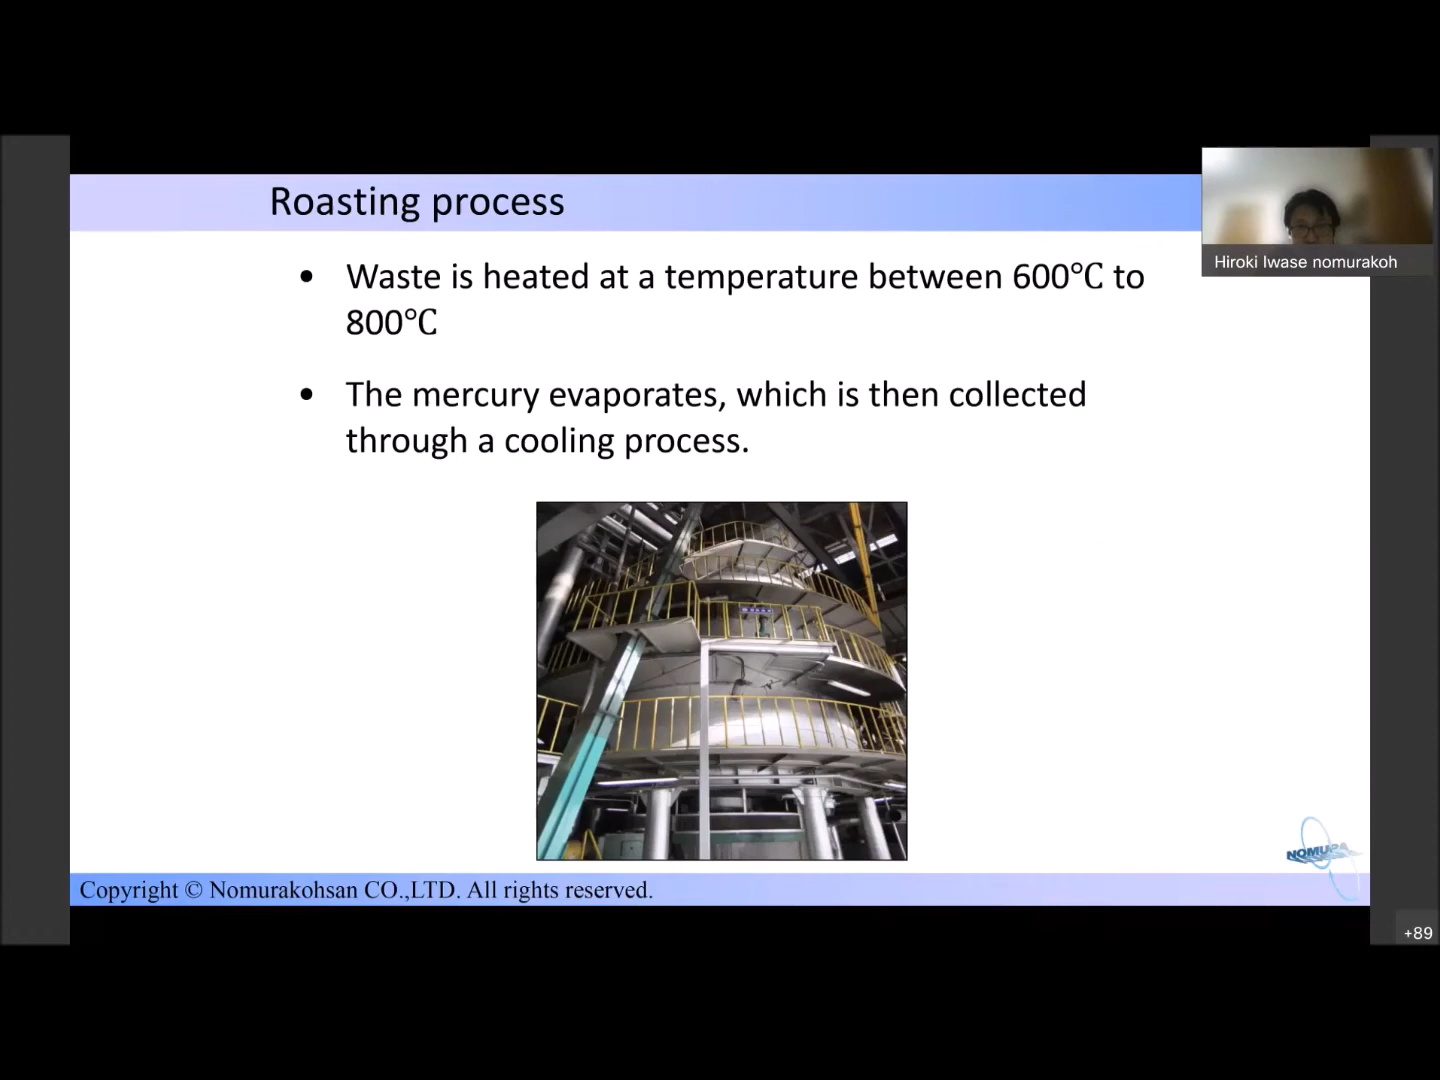 Roasting process
Hiroki Iwase nomurakoh
• Waste is heated at a temperature between 600℃ to
800℃
• The mercury evaporates, which is then collected
through a cooling process.
NOMURA
Copyright © Nomurakohsan CO.,LTD. All rights reserved.
+89